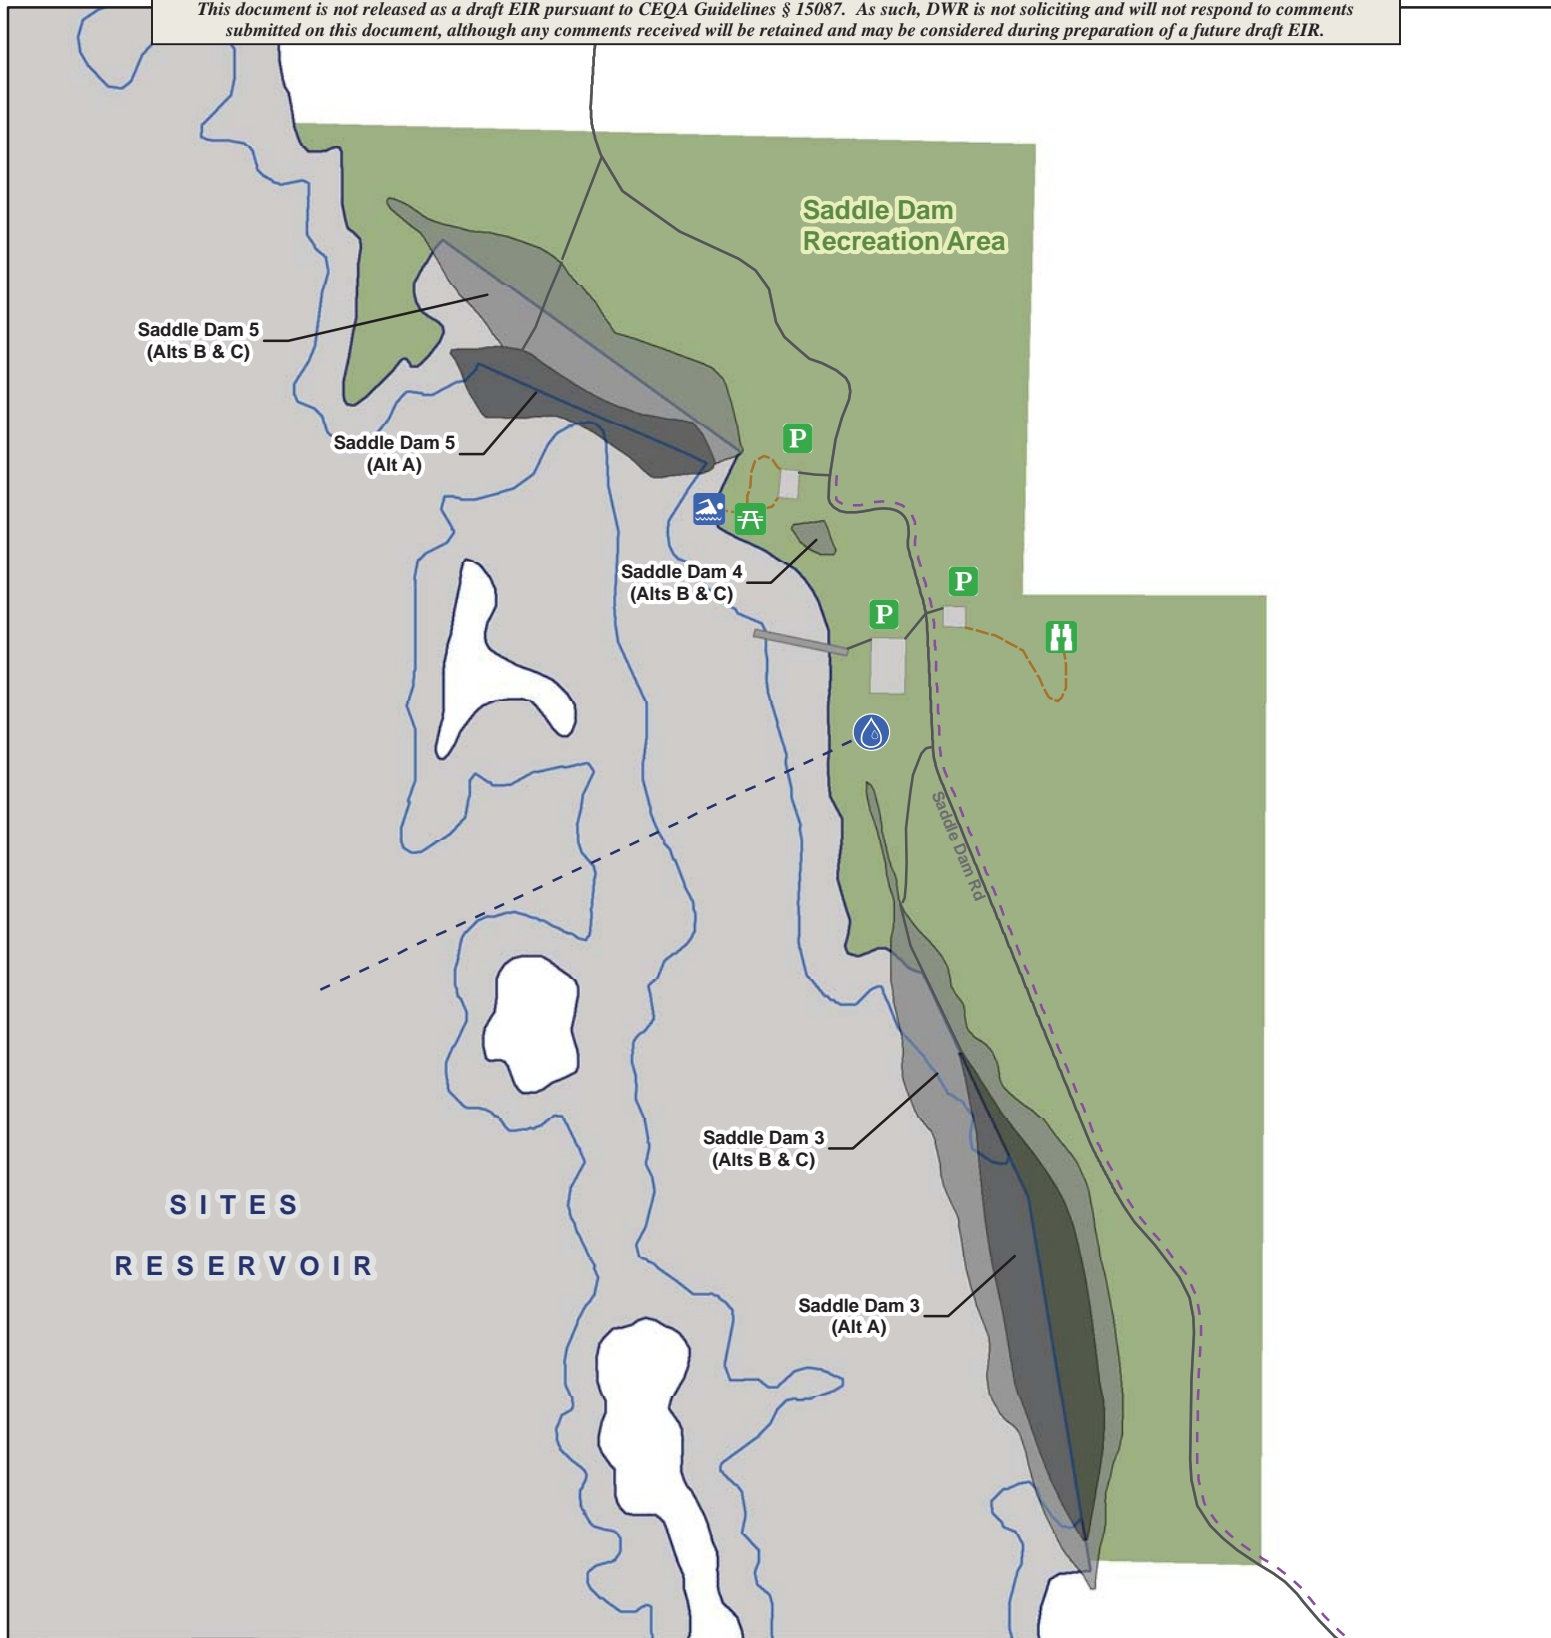 This document is not released as a draft EIR pursuant to CEQA Guidelines § 15087. As such, DWR is not soliciting and will not respond to comments
submitted on this document, although any comments received will be retained and may be considered during preparation of a future draft EIR.
Saddle Dam
Recreation Area
Saddle Dam 5
(Alts B & C)
Saddle Dam 5
(Alt A)
P
Saddle Dam 4
(Alts B & C)
P
P
Saddle Dam Rd
Saddle Dam 3
(Alts B & C)
SITES
RESERVOIR
Saddle Dam 3
(Alt A)